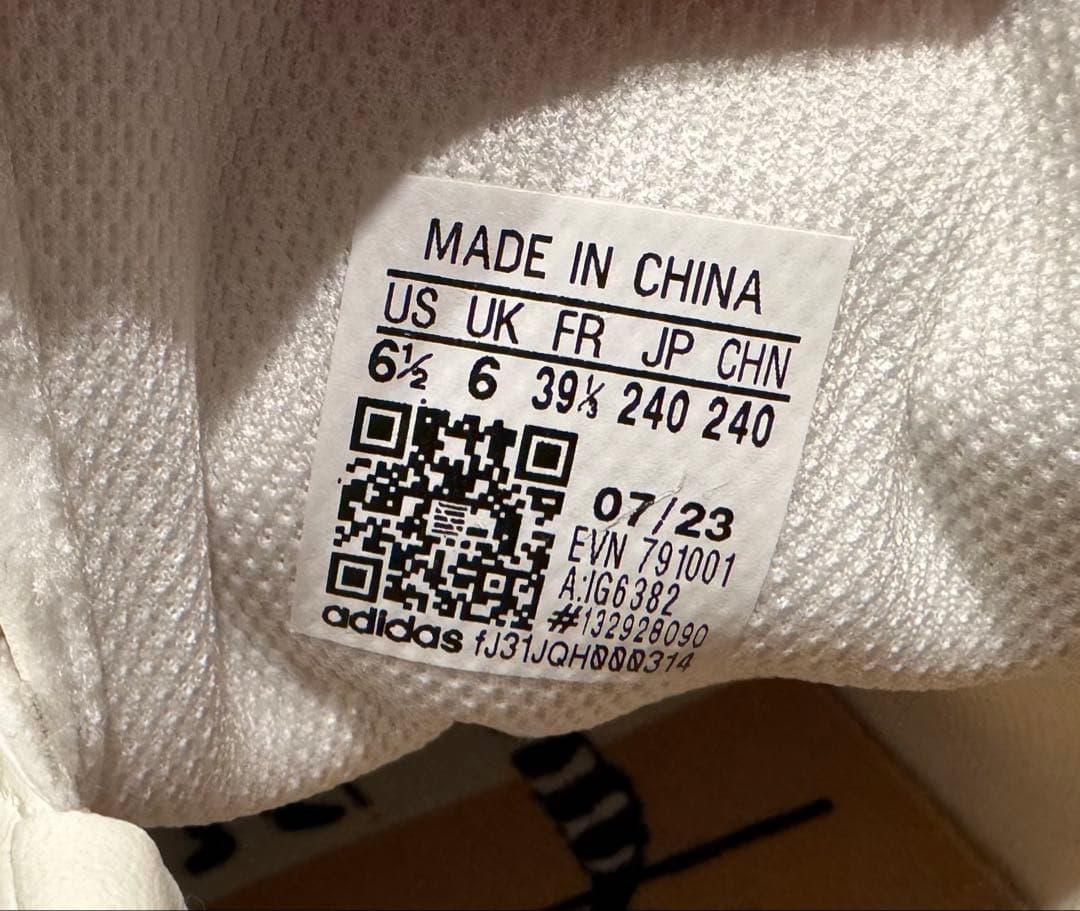 MADE IN CHINA
US UK FR JP CHN
6½ 6 39⅓ 240 240
07/23
EVN 791001
A:IG6382
#132928090
adidas fJ31JQH000314